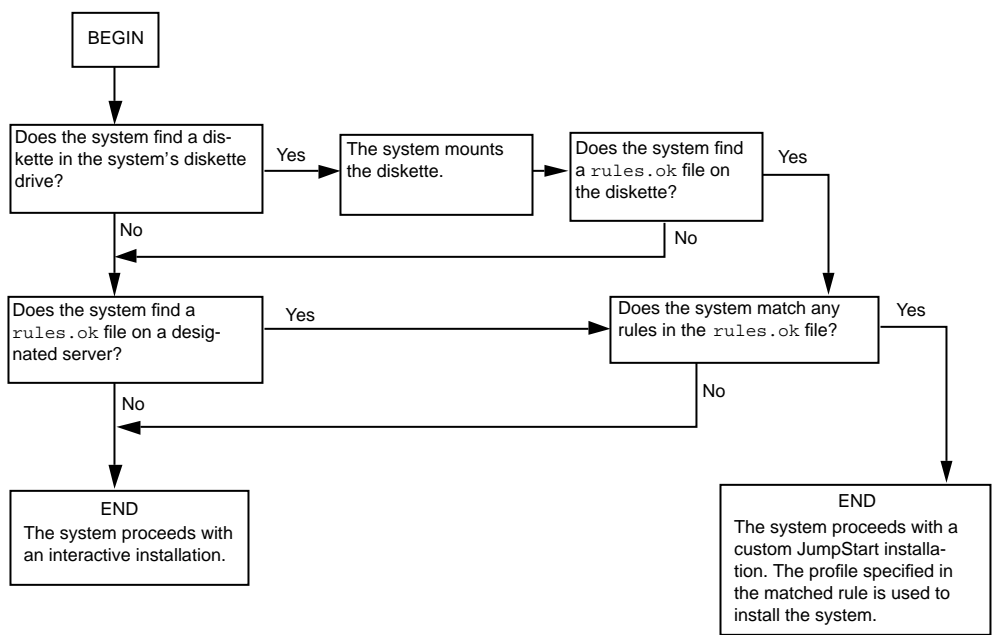 BEGIN
Does the system find a dis-
kette in the system's diskette
drive?
Yes
The system mounts
the diskette.
Does the system find
a rules.ok file on
the diskette?
Yes
No
No
Does the system find a
rules.ok file on a desig-
nated server?
Yes
Does the system match any
rules in the rules.ok file?
Yes
No
No
END
The system proceeds with
an interactive installation.
END
The system proceeds with a
custom JumpStart installa-
tion. The profile specified in
the matched rule is used to
install the system.